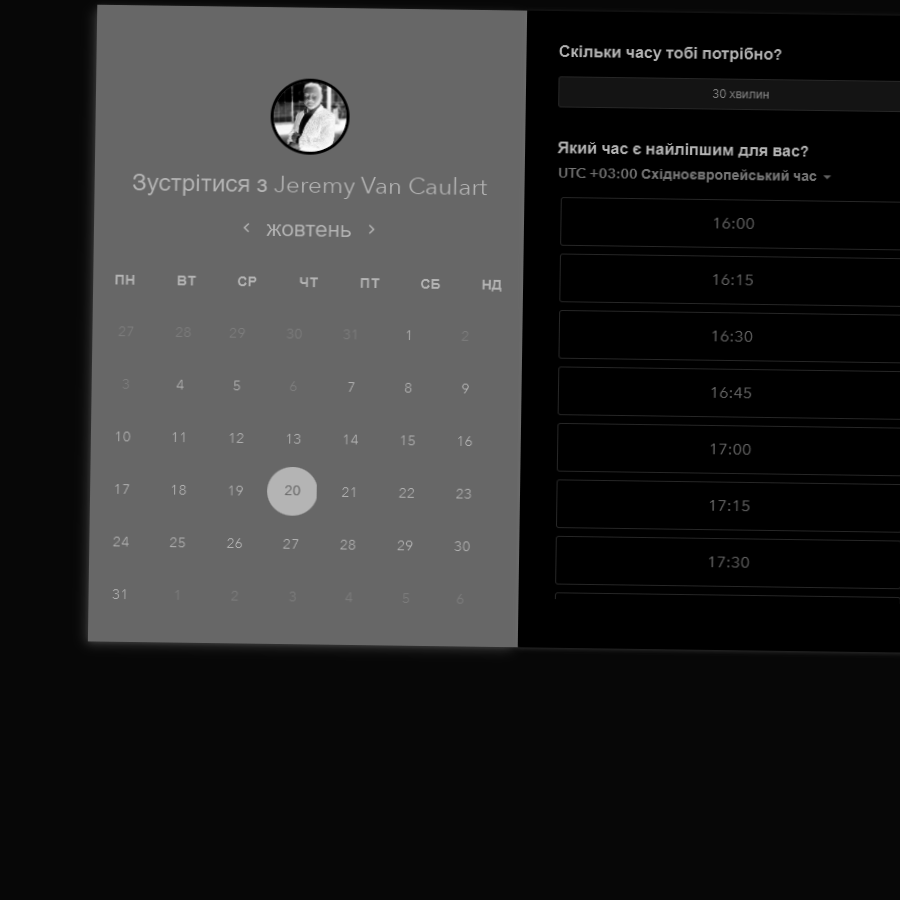 Зустрітися з Jeremy Van Caulart
жовтень
ПН ВТ СР ЧТ ПТ СБ НД
27 28 29 30 31 1 2
3 4 5 6 7 8 9
10 11 12 13 14 15 16
17 18 19 20 21 22 23
24 25 26 27 28 29 30
31 1 2 3 4 5 6
Скільки часу тобі потрібно?
30 хвилин
Який час є найліпшим для вас?
UTC +03:00 Східноєвропейський час
16:00
16:15
16:30
16:45
17:00
17:15
17:30